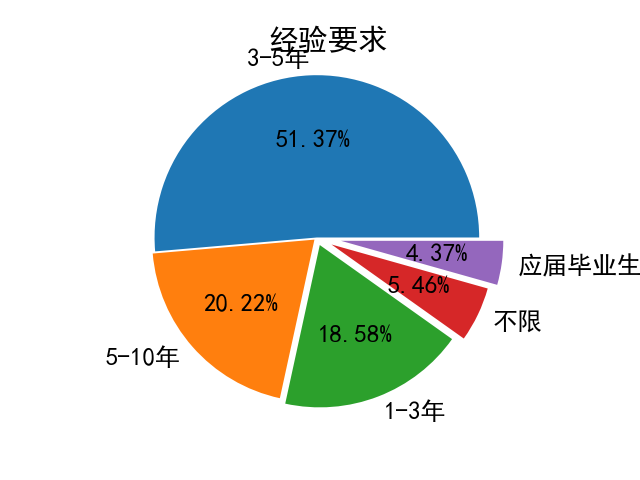 经验要求
3-5年
51.37%
4.37%
应届毕业生
5.46%
20.22%
不限
18.58%
5-10年
1-3年